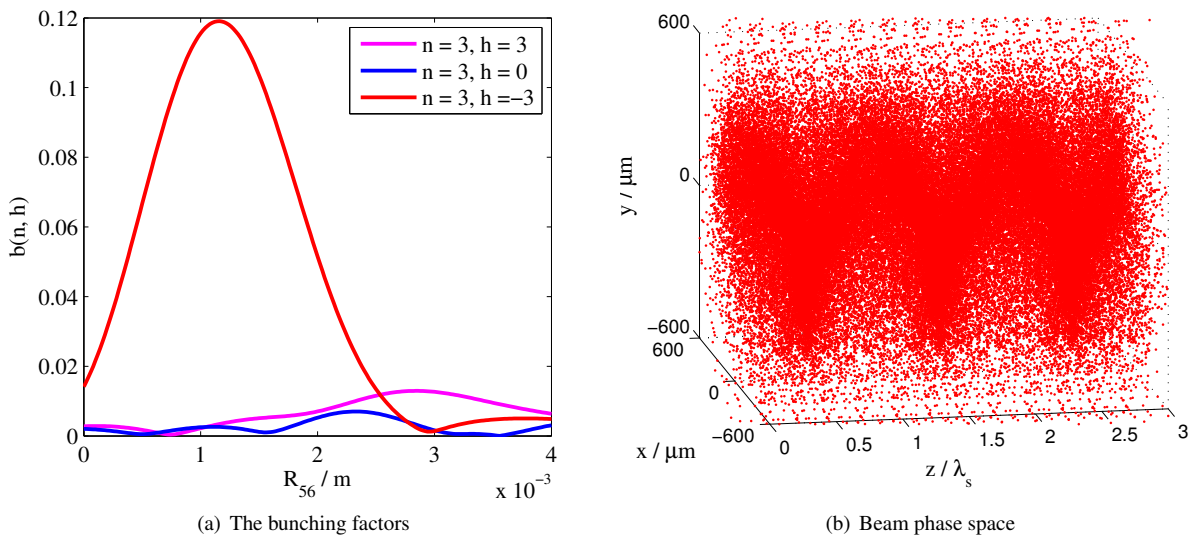 0.12
0.1
0.08
0.06
0.04
0.02
0
b(n, h)
n = 3, h = 3
n = 3, h = 0
n = 3, h =−3
0 1 2 3 4
R56 / m
x 10−3
(a) The bunching factors
600
0
−600
y / μm
600
0
−600
x / μm
0 0.5 1 1.5 2 2.5 3
z / λs
(b) Beam phase space